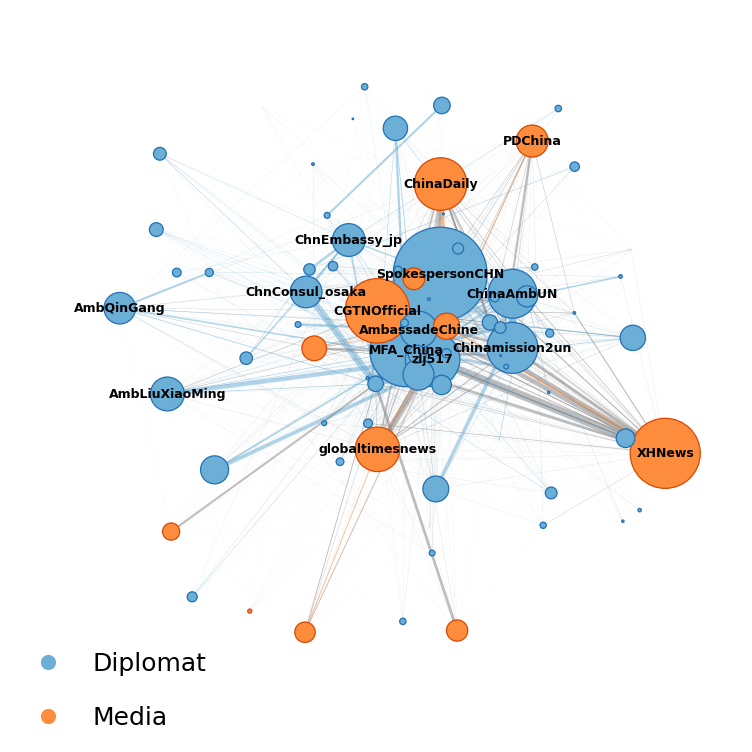 PDChina
ChinaDaily
ChnEmbassy_jp
SpokespersonCHN
ChnConsul_osaka
ChinaAmbUN
AmbQinGang
CGTNOfficial
AmbassadeChine
MFA_China
Chinamission2un
zlj517
AmbLiuXiaoMing
globaltimesnews
XHNews
Diplomat
Media